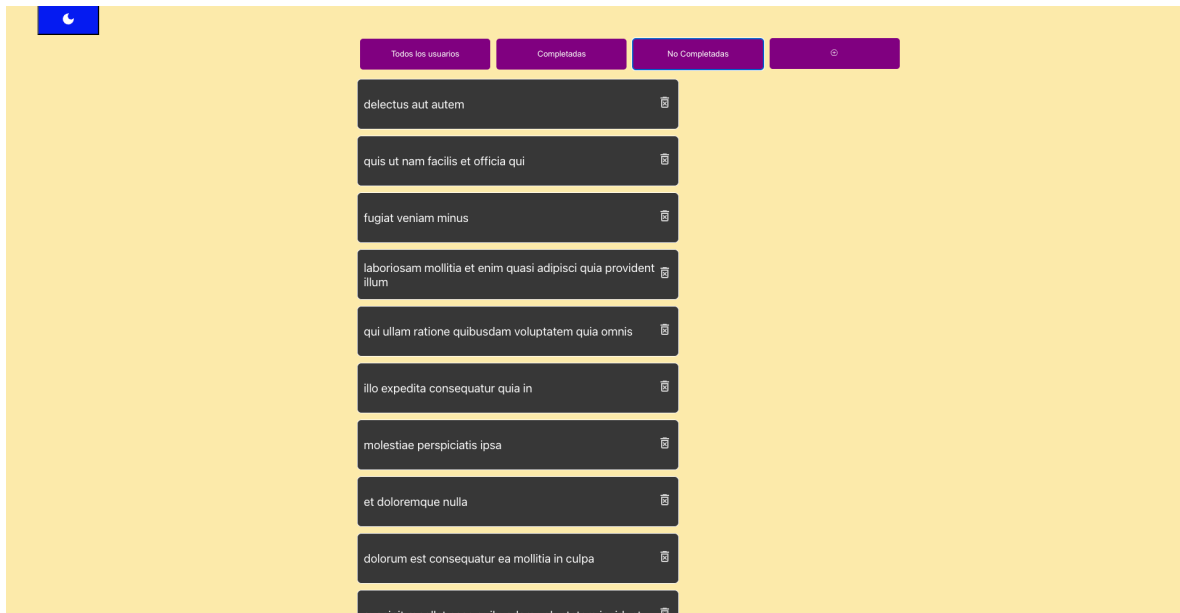 Todos los usuarios
Completadas
No Completadas
delectus aut autem
quis ut nam facilis et officia qui
fugiat veniam minus
laboriosam mollitia et enim quasi adipisci quia provident
illum
qui ullam ratione quibusdam voluptatem quia omnis
illo expedita consequatur quia in
molestiae perspiciatis ipsa
et doloremque nulla
dolorum est consequatur ea mollitia in culpa